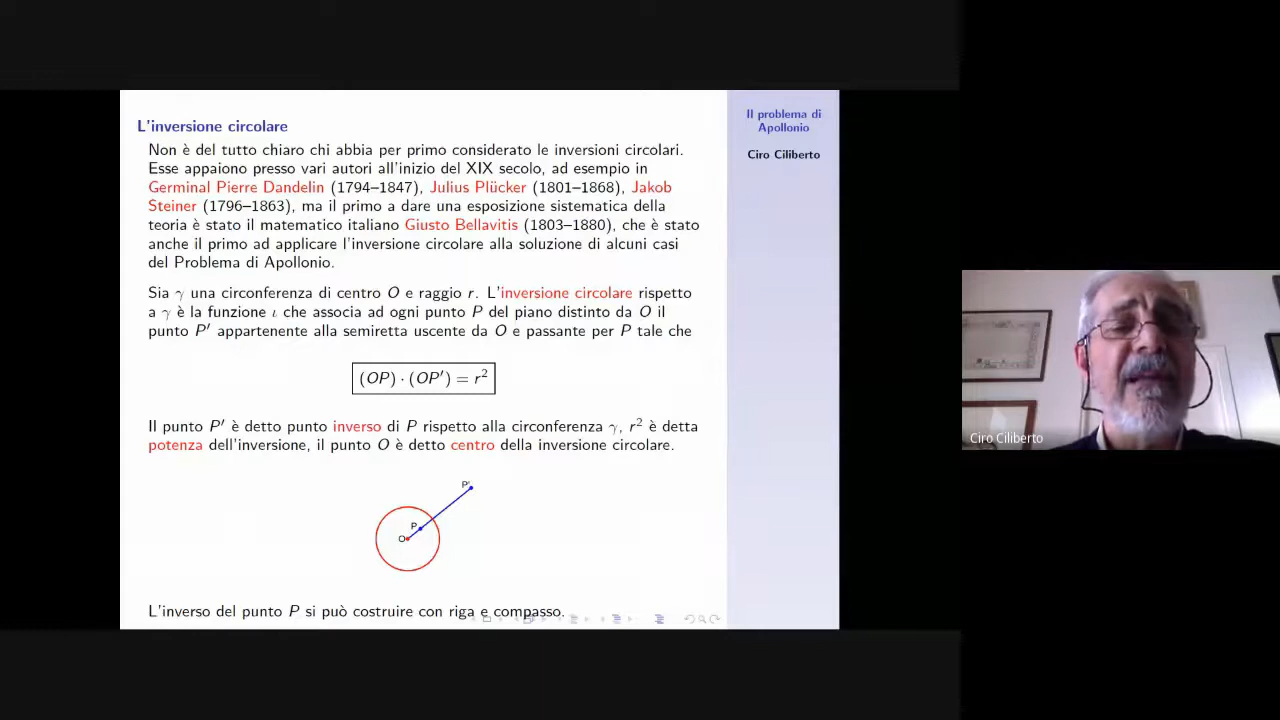 L'inversione circolare
Non è del tutto chiaro chi abbia per primo considerato le inversioni circolari.
Esse appaiono presso vari autori all'inizio del XIX secolo, ad esempio in
Germinal Pierre Dandelin (1794–1847), Julius Plücker (1801–1868), Jakob
Steiner (1796–1863), ma il primo a dare una esposizione sistematica della
teoria è stato il matematico italiano Giusto Bellavitis (1803–1880), che è stato
anche il primo ad applicare l'inversione circolare alla soluzione di alcuni casi
del Problema di Apollonio.
Sia γ una circonferenza di centro O e raggio r. L'inversione circolare rispetto
a γ è la funzione ι che associa ad ogni punto P del piano distinto da O il
punto P′ appartenente alla semiretta uscente da O e passante per P tale che
(OP) · (OP′) = r²
Il punto P′ è detto punto inverso di P rispetto alla circonferenza γ, r² è detta
potenza dell'inversione, il punto O è detto centro della inversione circolare.
P'
P
O
L'inverso del punto P si può costruire con riga e compasso.
Il problema di
Apollonio
Ciro Ciliberto
Ciro Ciliberto